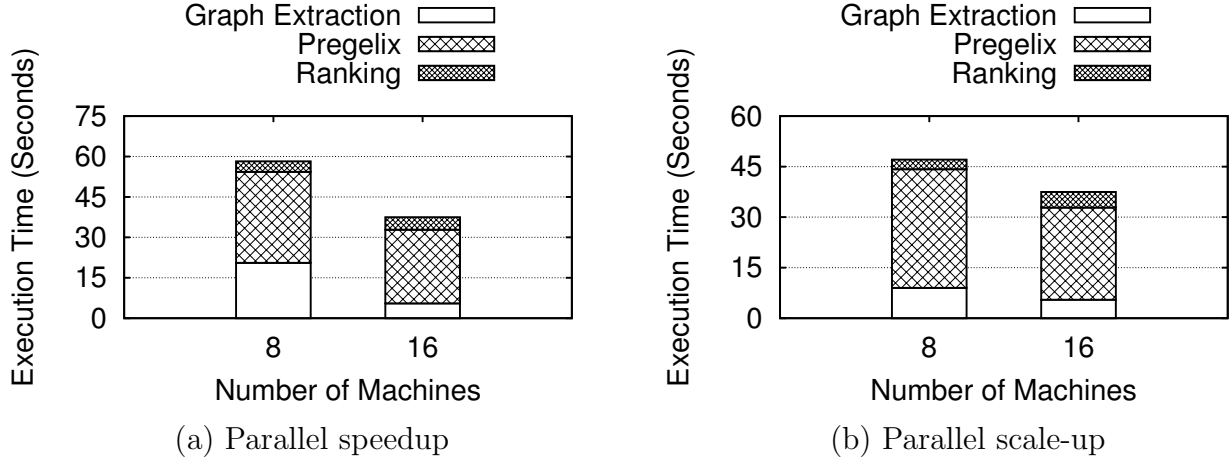 Graph Extraction
Pregelix
Ranking
Execution Time (Seconds)
75
60
45
30
15
0
8 16
Number of Machines
(a) Parallel speedup
Graph Extraction
Pregelix
Ranking
Execution Time (Seconds)
60
45
30
15
0
8 16
Number of Machines
(b) Parallel scale-up